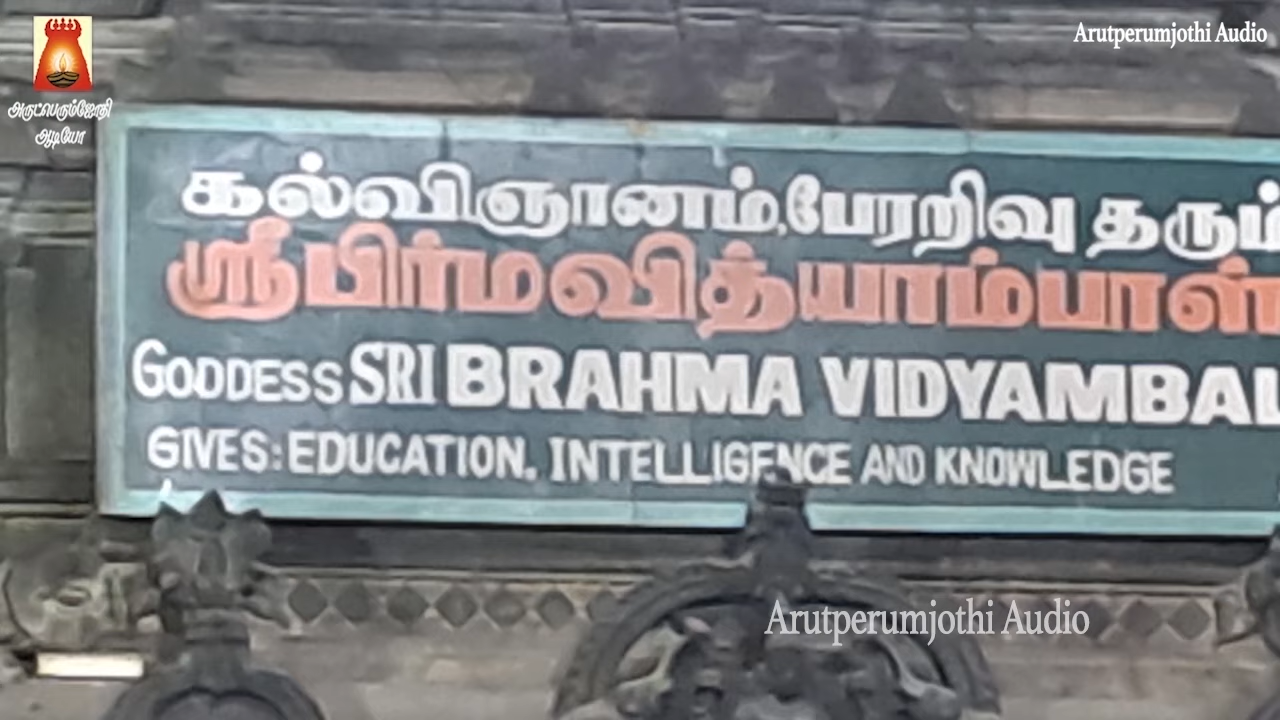 Arutperumjothi Audio
அருட்பெரும்ஜோதி
ஆடியோ
கல்விஞானம்,பேரறிவு தரும்
ஸ்ரீபிர்மவித்யாம்பாள்
GODDESS SRI BRAHMA VIDYAMBAL
GIVES: EDUCATION, INTELLIGENCE AND KNOWLEDGE
Arutperumjothi Audio